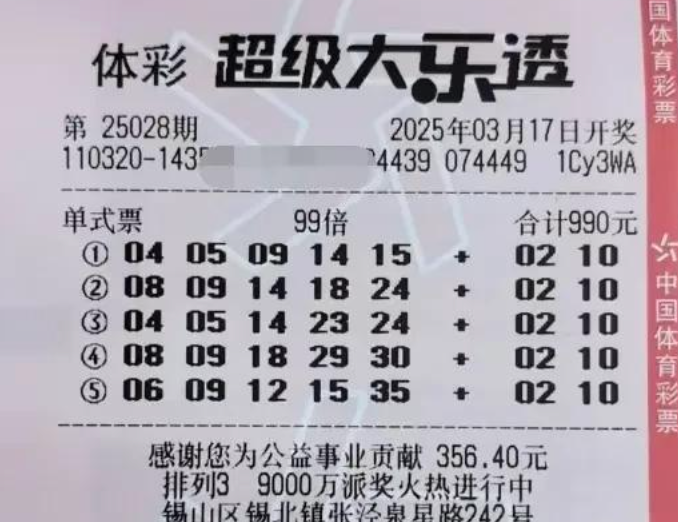 体彩 超级大乐透
第 25028期 2025年03月17日开奖
110320-143 4439 074449 1Cy3WA
单式票 99倍 合计990元
① 04 05 09 14 15 + 02 10
② 08 09 14 18 24 + 02 10
③ 04 05 14 23 24 + 02 10
④ 08 09 18 29 30 + 02 10
⑤ 06 09 12 15 35 + 02 10
感谢您为公益事业贡献 356.40元
排列3 9000万派奖火热进行中
锡山区锡北镇张泾泉星路242号
国体育彩票
中国体育彩票